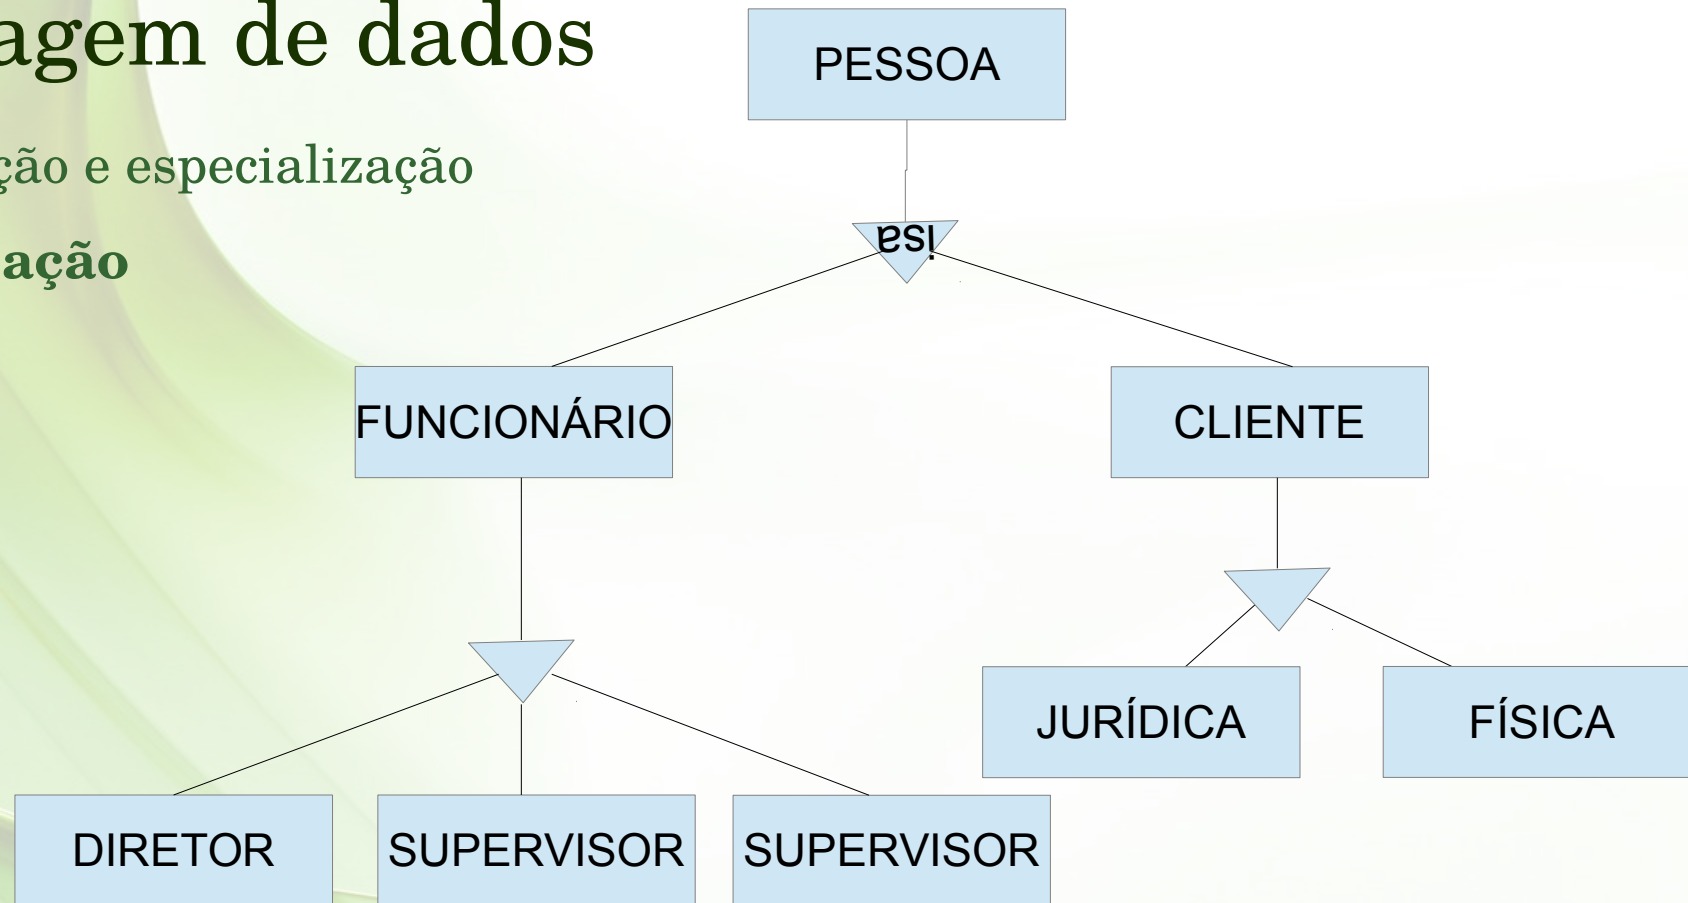 agem de dados
PESSOA
ção e especialização
isa
ação
FUNCIONÁRIO
CLIENTE
JURÍDICA
FÍSICA
DIRETOR
SUPERVISOR
SUPERVISOR